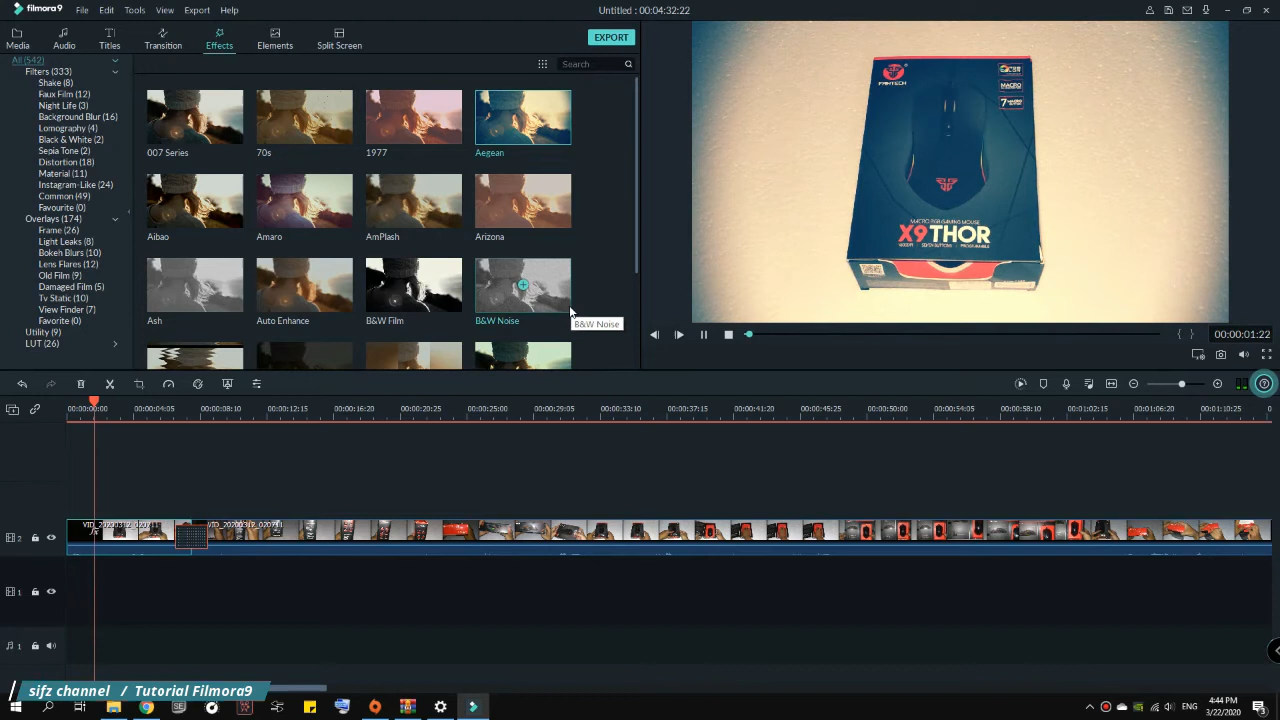 filmora9 File Edit Tools View Export Help Untitled : 00:04:32:22
Media Audio Titles Transition Effects Elements Split Screen EXPORT
All (542)
Filters (333)
Shake (8)
Faux Film (12)
Night Life (3)
Background Blur (16)
Lomography (4)
Black & White (2)
Sepia Tone (2)
Distortion (18)
Material (11)
Instagram-Like (24)
Common (49)
Favourite (0)
Overlays (174)
Frame (26)
Light Leaks (8)
Bokeh Blurs (10)
Lens Flares (12)
Old Film (9)
Damaged Film (5)
Tv Static (10)
View Finder (7)
Favorite (0)
Utility (9)
LUT (26)
Search
007 Series 70s 1977 Aegean
Aibao Amaro AmPlash Arizona
Ash Auto Enhance B&W Film B&W Noise
B&W Noise
FANTECH
MACRO
7 MACRO
MACRO RGB GAMING MOUSE
X9 THOR
00:00:01:22
00:00:00:00 00:00:04:05 00:00:08:10 00:00:12:15 00:00:16:20 00:00:20:25 00:00:25:00 00:00:29:05 00:00:33:10 00:00:37:15 00:00:41:20 00:00:45:25 00:00:50:00 00:00:54:05 00:00:58:10 00:01:02:15 00:01:06:20 00:01:10:25 0
2
1
1
sifz channel / Tutorial Filmora9
4:44 PM
3/22/2020